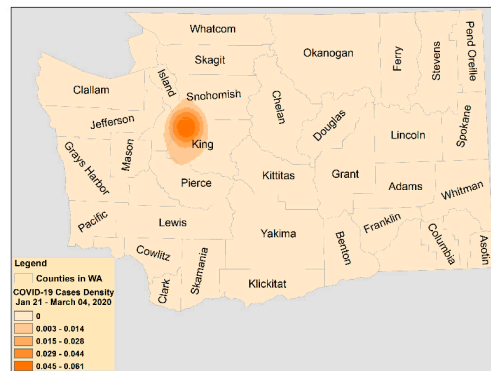 Whatcom
Okanogan
Ferry
Stevens
Pend Oreille
Skagit
Island
Clallam
Snohomish
Chelan
Jefferson
Douglas
Lincoln
Spokane
Grays Harbor
Mason
King
Pierce
Kittitas
Grant
Adams
Whitman
Pacific
Lewis
Yakima
Benton
Franklin
Columbia
Asotin
Cowlitz
Clark
Skamania
Klickitat
Legend
Counties in WA
COVID-19 Cases Density
Jan 21 - March 04, 2020
0
0.003 - 0.014
0.015 - 0.028
0.029 - 0.044
0.045 - 0.061